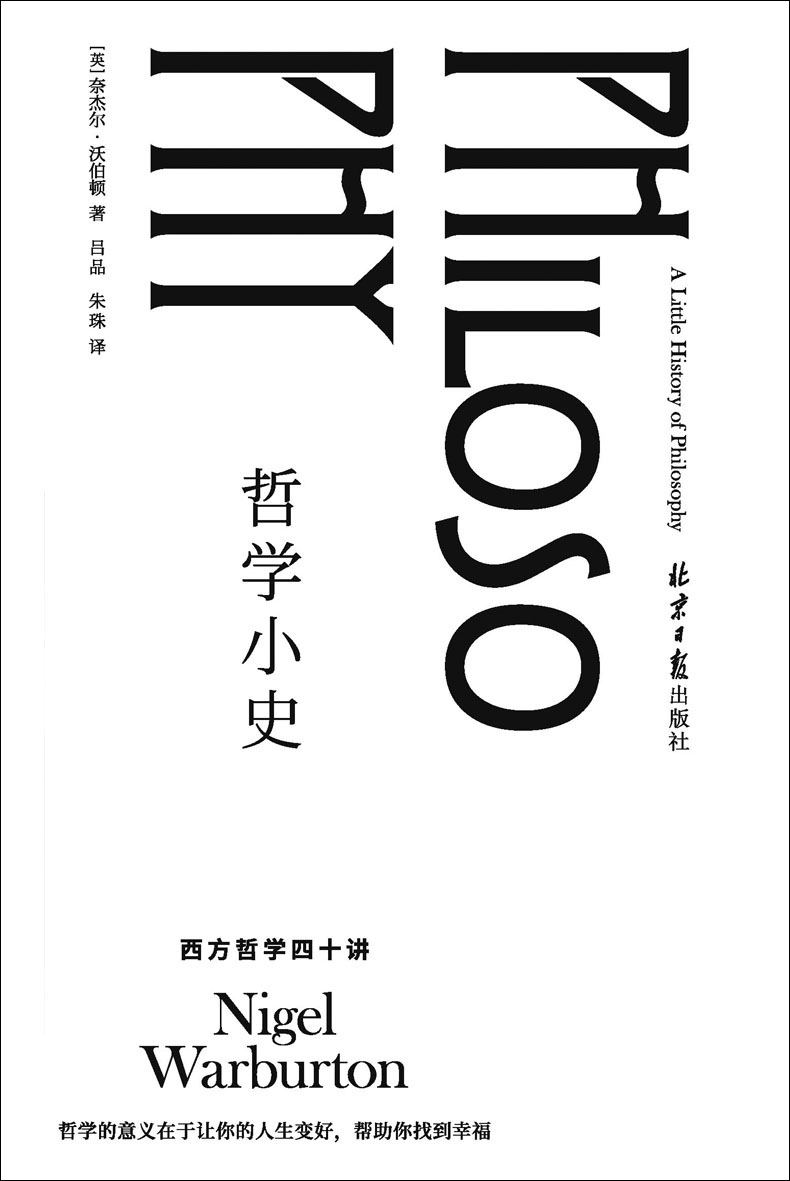 PHILOSO
PHY
A Little History of Philosophy
北京日报出版社
[英]奈杰尔·沃伯顿 著 吕品 朱珠 译
哲学小史
西方哲学四十讲
Nigel
Warburton
哲学的意义在于让你的人生变好，帮助你找到幸福